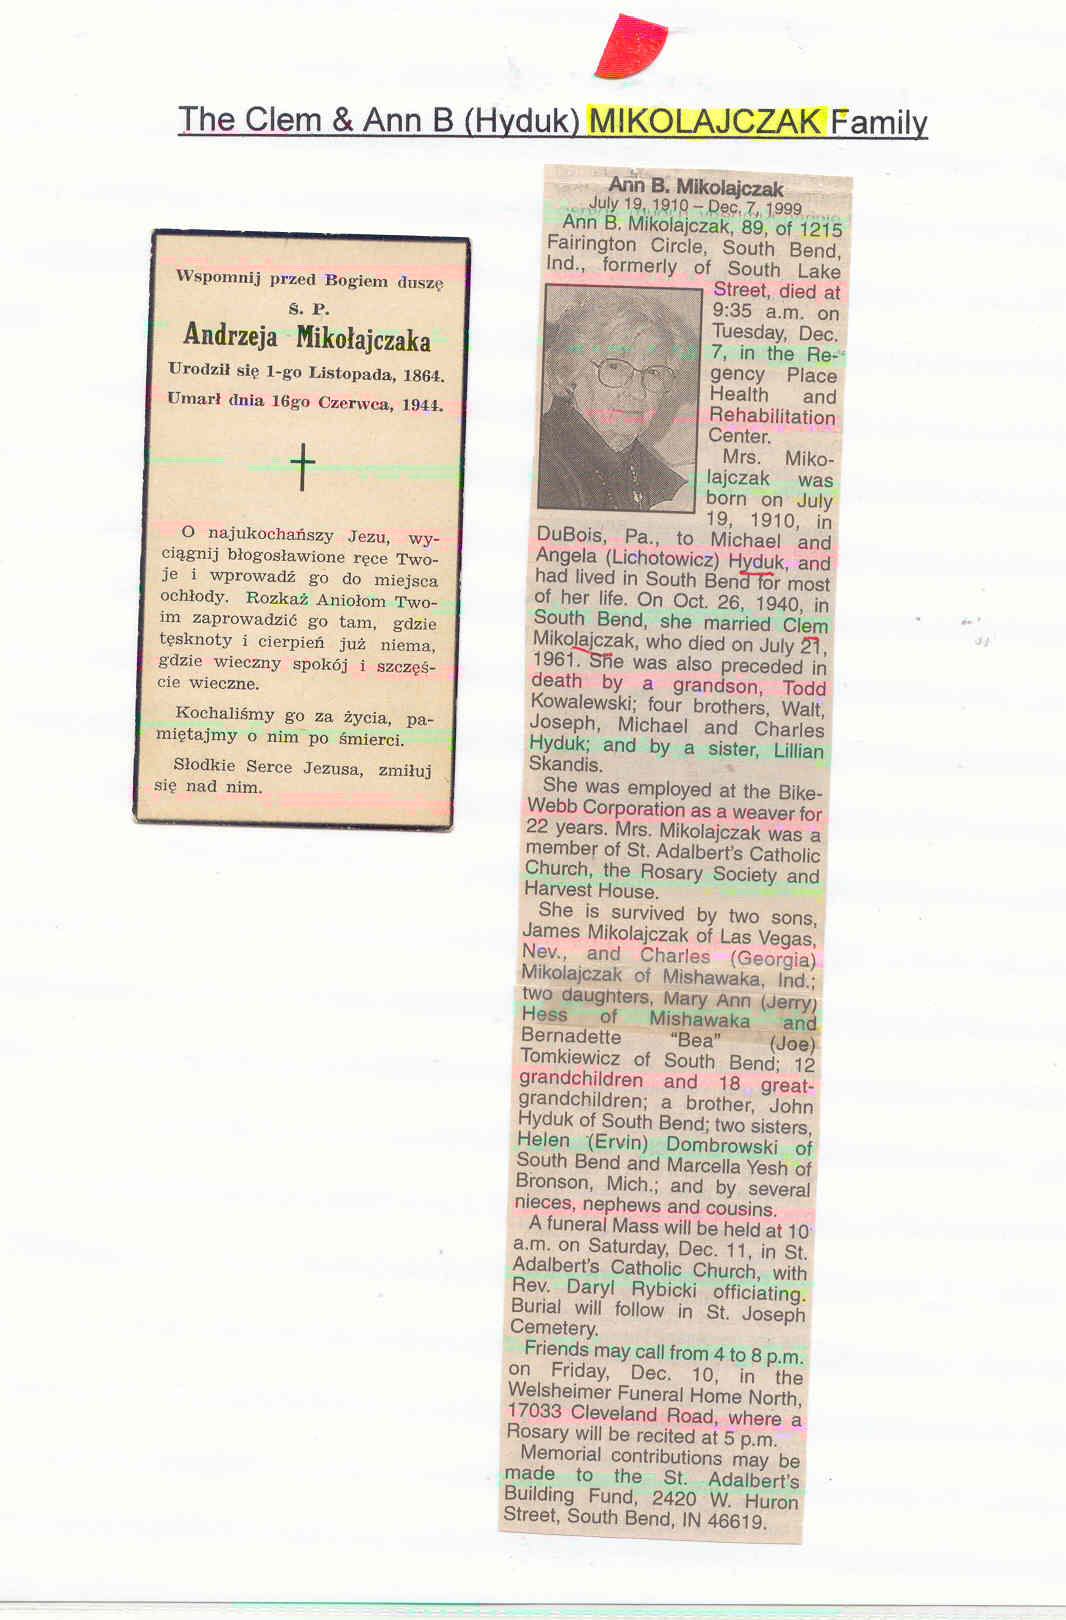 The Clem & Ann B (Hyduk) MIKOLAJCZAK Family
Wspomnij przed Bogiem duszę
Ś. P.
Andrzeja Mikołajczaka
Urodził się 1-go Listopada, 1864.
Umarł dnia 16go Czerwca, 1944.
O najukochańszy Jezu, wy-
ciągnij błogosławione ręce Two-
je i wprowadź go do miejsca
ochłody. Rozkaż Aniołom Two-
im zaprowadzić go tam, gdzie
tęsknoty i cierpień już niema,
gdzie wieczny spokój i szczęś-
cie wieczne.
Kochaliśmy go za życia, pa-
miętajmy o nim po śmierci.
Słodkie Serce Jezusa, zmiłuj
się nad nim.
Ann B. Mikolajczak
July 19, 1910 – Dec. 7, 1999
Ann B. Mikolajczak, 89, of 1215
Fairington Circle, South Bend,
Ind., formerly of South Lake
Street, died at
9:35 a.m. on
Tuesday, Dec.
7, in the Re-
gency Place
Health and
Rehabilitation
Center.
Mrs. Miko-
lajczak was
born on July
19, 1910, in
DuBois, Pa., to Michael and
Angela (Lichotowicz) Hyduk, and
had lived in South Bend for most
of her life. On Oct. 26, 1940, in
South Bend, she married Clem
Mikolajczak, who died on July 21,
1961. She was also preceded in
death by a grandson, Todd
Kowalewski; four brothers, Walt,
Joseph, Michael and Charles
Hyduk; and by a sister, Lillian
Skandis.
She was employed at the Bike-
Webb Corporation as a weaver for
22 years. Mrs. Mikolajczak was a
member of St. Adalbert's Catholic
Church, the Rosary Society and
Harvest House.
She is survived by two sons,
James Mikolajczak of Las Vegas,
Nev., and Charles (Georgia)
Mikolajczak of Mishawaka, Ind.;
two daughters, Mary Ann (Jerry)
Hess of Mishawaka and
Bernadette "Bea" (Joe)
Tomkiewicz of South Bend; 12
grandchildren and 18 great-
grandchildren; a brother, John
Hyduk of South Bend; two sisters,
Helen (Ervin) Dombrowski of
South Bend and Marcella Yesh of
Bronson, Mich.; and by several
nieces, nephews and cousins.
A funeral Mass will be held at 10
a.m. on Saturday, Dec. 11, in St.
Adalbert's Catholic Church, with
Rev. Daryl Rybicki officiating.
Burial will follow in St. Joseph
Cemetery.
Friends may call from 4 to 8 p.m.
on Friday, Dec. 10, in the
Welsheimer Funeral Home North,
17033 Cleveland Road, where a
Rosary will be recited at 5 p.m.
Memorial contributions may be
made to the St. Adalbert's
Building Fund, 2420 W. Huron
Street, South Bend, IN 46619.